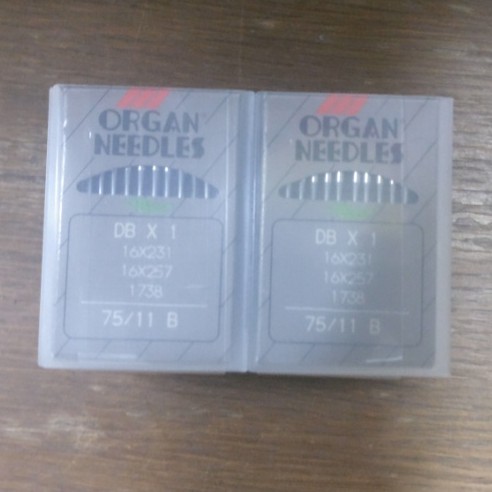 ORGAN
NEEDLES
DB X 1
16X231
16X257
1738
75/11 B
ORGAN
NEEDLES
DB X 1
16X231
16X257
1738
75/11 B